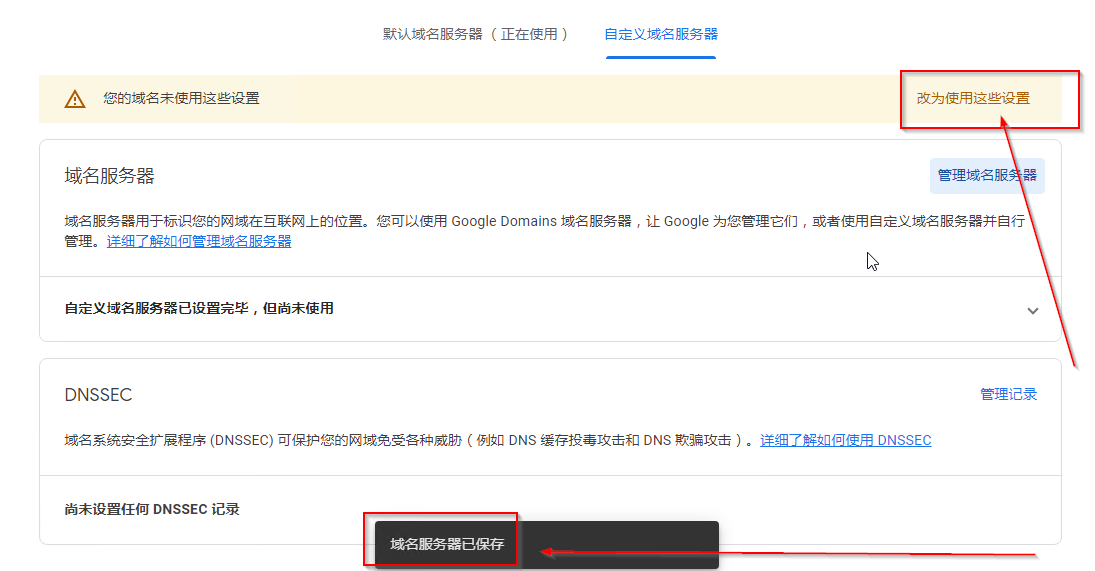 默认域名服务器（正在使用）
自定义域名服务器
您的域名未使用这些设置
改为使用这些设置
域名服务器
管理域名服务器
域名服务器用于标识您的网域在互联网上的位置。您可以使用 Google Domains 域名服务器，让 Google 为您管理它们，或者使用自定义域名服务器并自行
管理。详细了解如何管理域名服务器
自定义域名服务器已设置完毕，但尚未使用
DNSSEC
管理记录
域名系统安全扩展程序 (DNSSEC) 可保护您的网域免受各种威胁（例如 DNS 缓存投毒攻击和 DNS 欺骗攻击）。详细了解如何使用 DNSSEC
尚未设置任何 DNSSEC 记录
域名服务器已保存